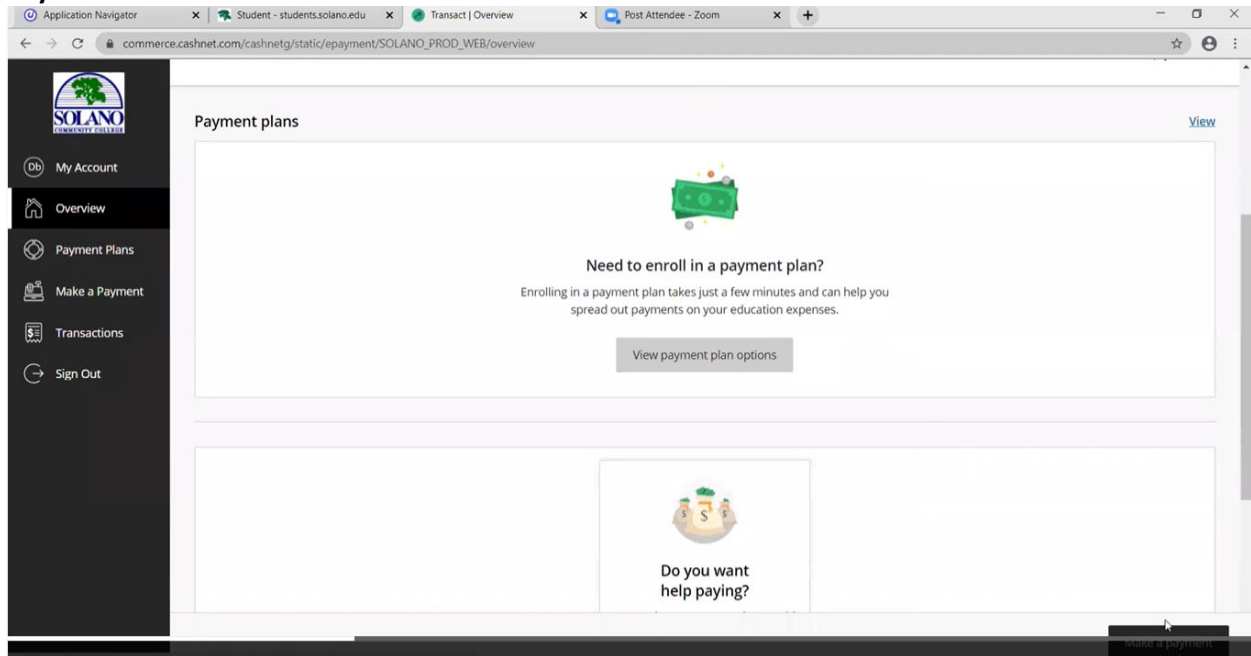 Application Navigator
Student - students.solano.edu
Transact | Overview
Post Attendee - Zoom
commerce.cashnet.com/cashnetg/static/epayment/SOLANO_PROD_WEB/overview
SOLANO
COMMUNITY COLLEGE
Payment plans
View
Db
My Account
Overview
Payment Plans
Make a Payment
Transactions
Sign Out
Need to enroll in a payment plan?
Enrolling in a payment plan takes just a few minutes and can help you
spread out payments on your education expenses.
View payment plan options
Do you want
help paying?
Make a payment